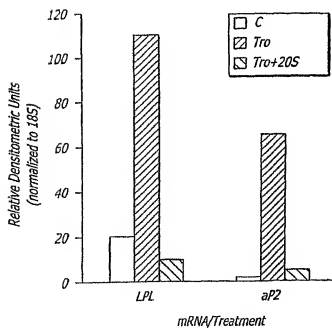 120
100
80
60
40
20
0
Relative Densitometric Units
(normalized to 18S)
C
Tro
Tro+20S
LPL
aP2
mRNA/Treatment